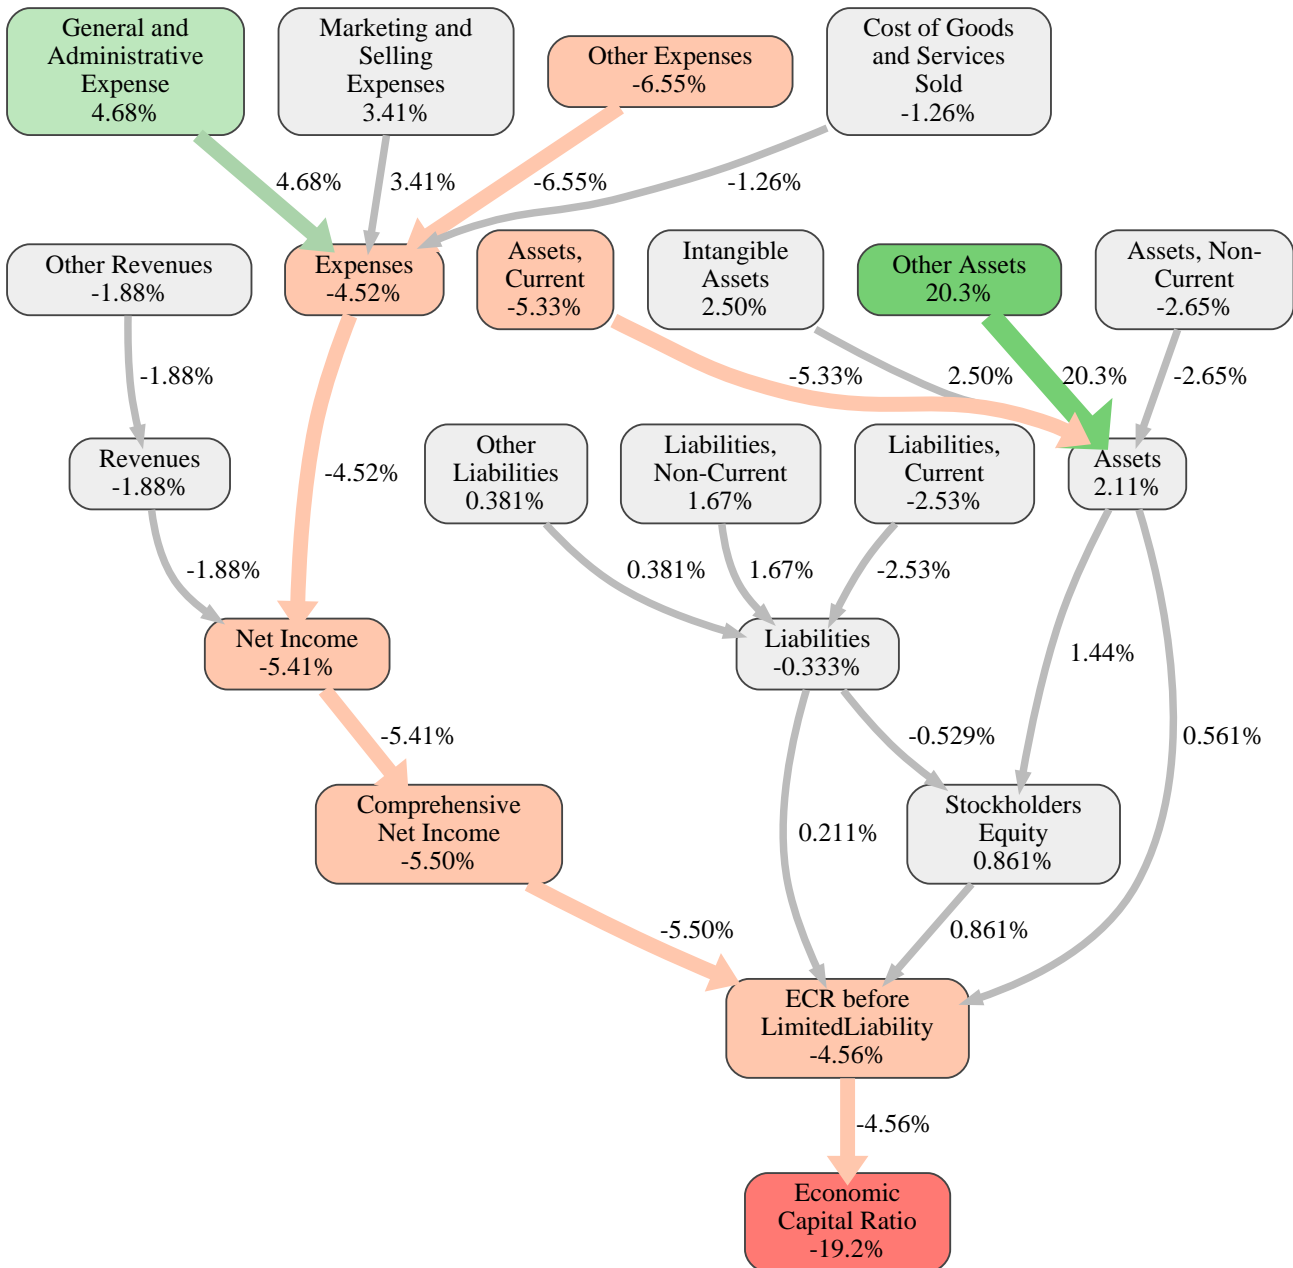 General and
Administrative
Expense
4.68%
Marketing and
Selling
Expenses
3.41%
Other Expenses
-6.55%
Cost of Goods
and Services
Sold
-1.26%
4.68%
3.41%
-6.55%
-1.26%
Other Revenues
-1.88%
Expenses
-4.52%
Assets,
Current
-5.33%
Intangible
Assets
2.50%
Other Assets
20.3%
Assets, Non-
Current
-2.65%
-1.88%
-4.52%
-5.33%
2.50%
20.3%
-2.65%
Revenues
-1.88%
Other
Liabilities
0.381%
Liabilities,
Non-Current
1.67%
Liabilities,
Current
-2.53%
Assets
2.11%
-1.88%
0.381%
1.67%
-2.53%
Net Income
-5.41%
Liabilities
-0.333%
1.44%
0.561%
-5.41%
-0.529%
0.211%
Comprehensive
Net Income
-5.50%
Stockholders
Equity
0.861%
-5.50%
0.861%
ECR before
LimitedLiability
-4.56%
-4.56%
Economic
Capital Ratio
-19.2%